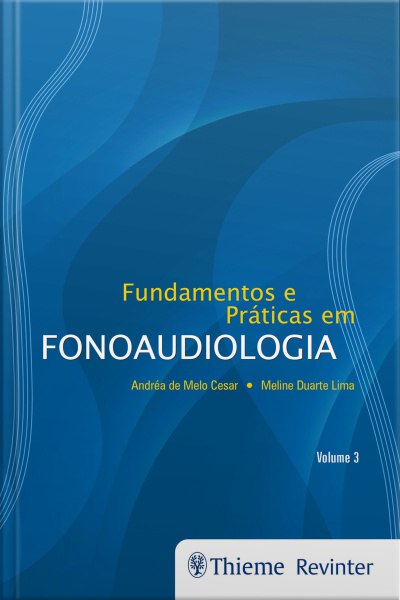 Fundamentos e
Práticas em
FONOAUDIOLOGIA
Andréa de Melo Cesar • Meline Duarte Lima
Volume 3
Thieme Revinter